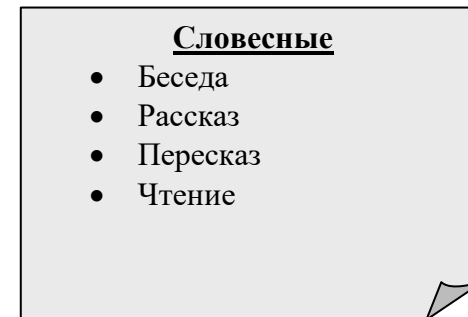 Словесные
• Беседа
• Рассказ
• Пересказ
• Чтение